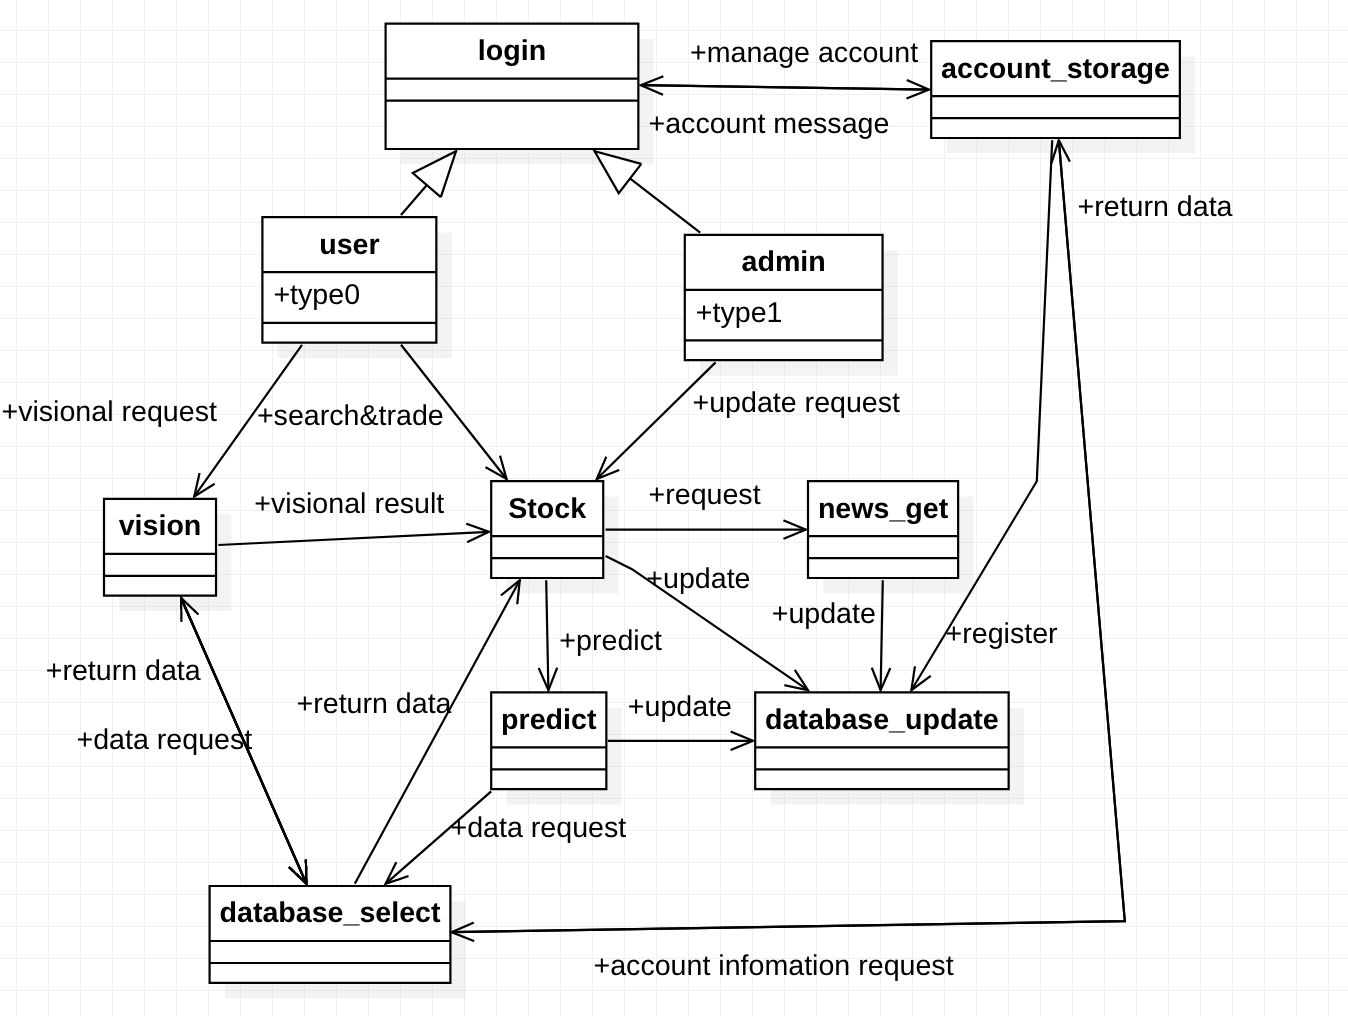 login
+manage account
account_storage
+account message
+return data
user
+type0
admin
+type1
+visional request
+search&trade
+update request
vision
+visional result
Stock
+request
news_get
+update
+update
+register
+predict
+return data
+return data
+data request
predict
+update
database_update
+data request
database_select
+account infomation request